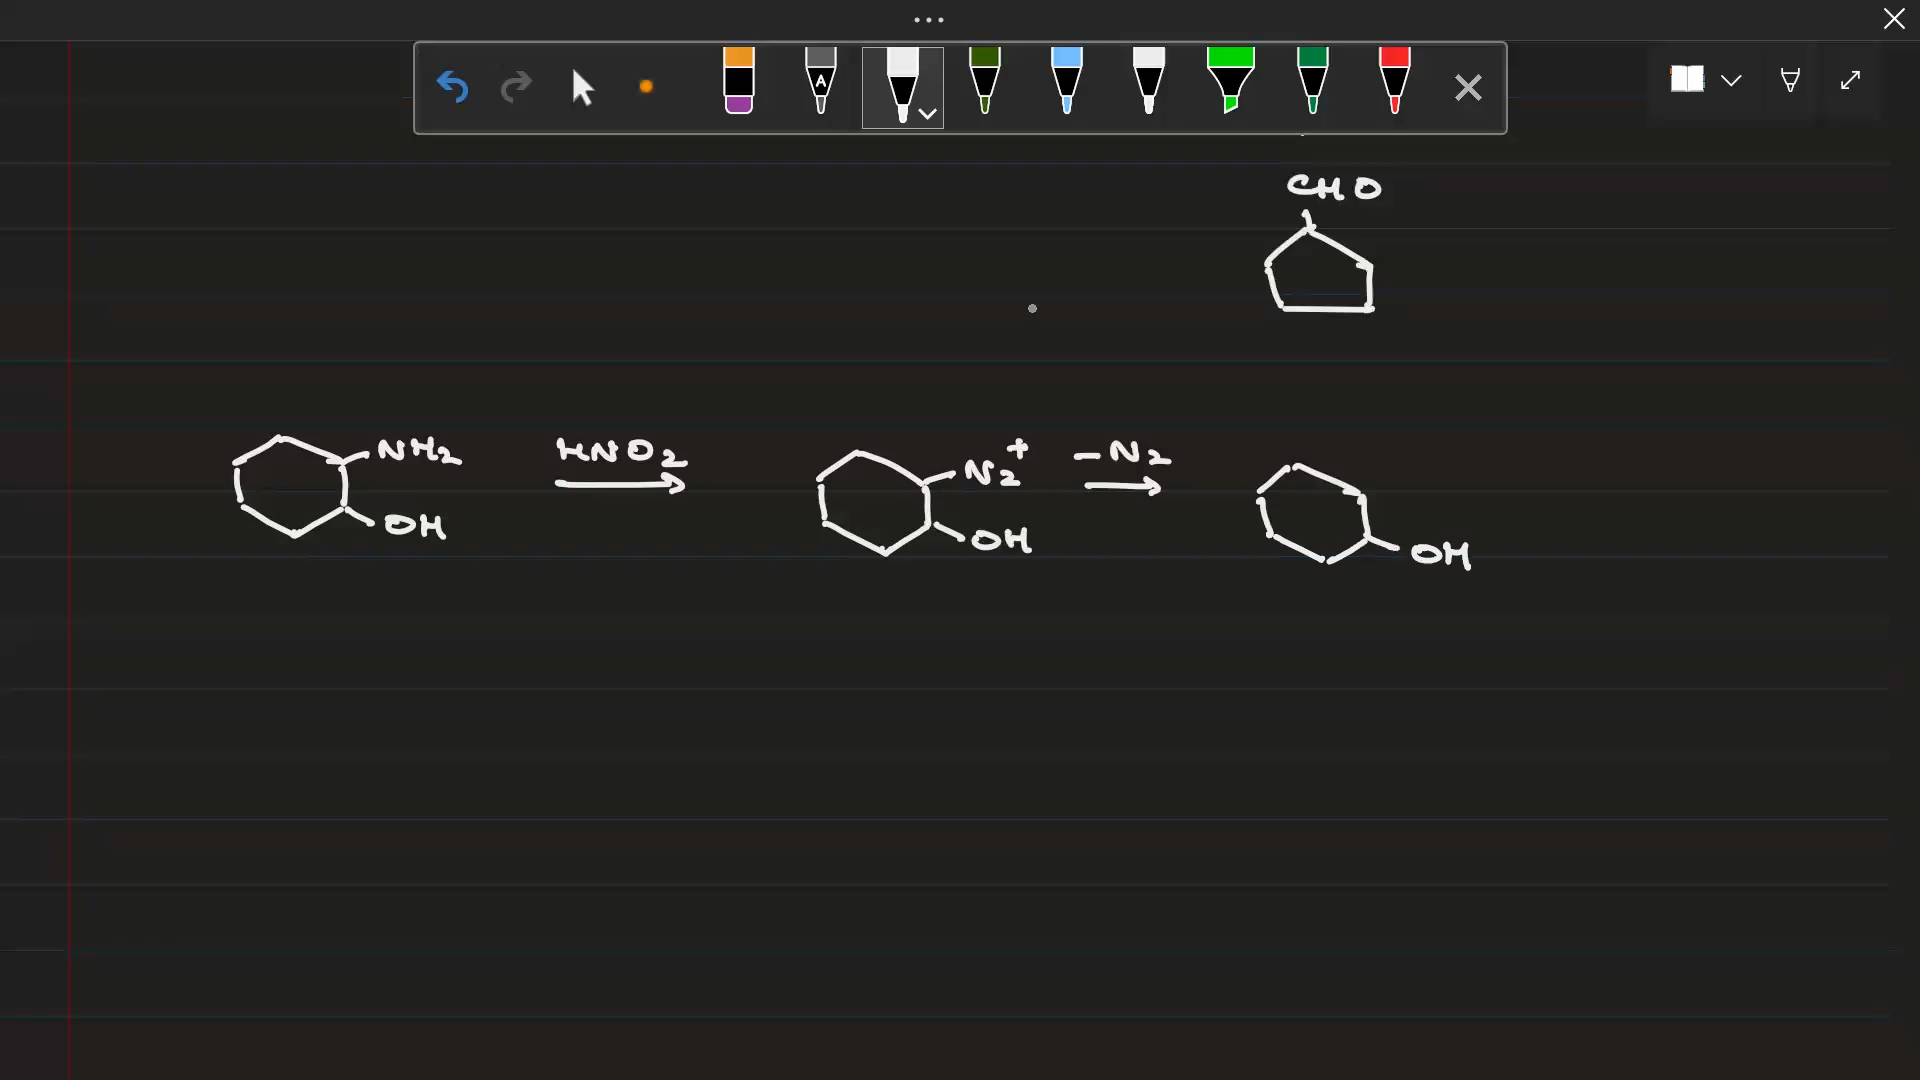 CHO
NH₂ HNO₂ N₂⁺ -N₂
OH OH OH